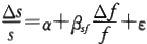 Δs/s = α + β_sf Δf/f + ε